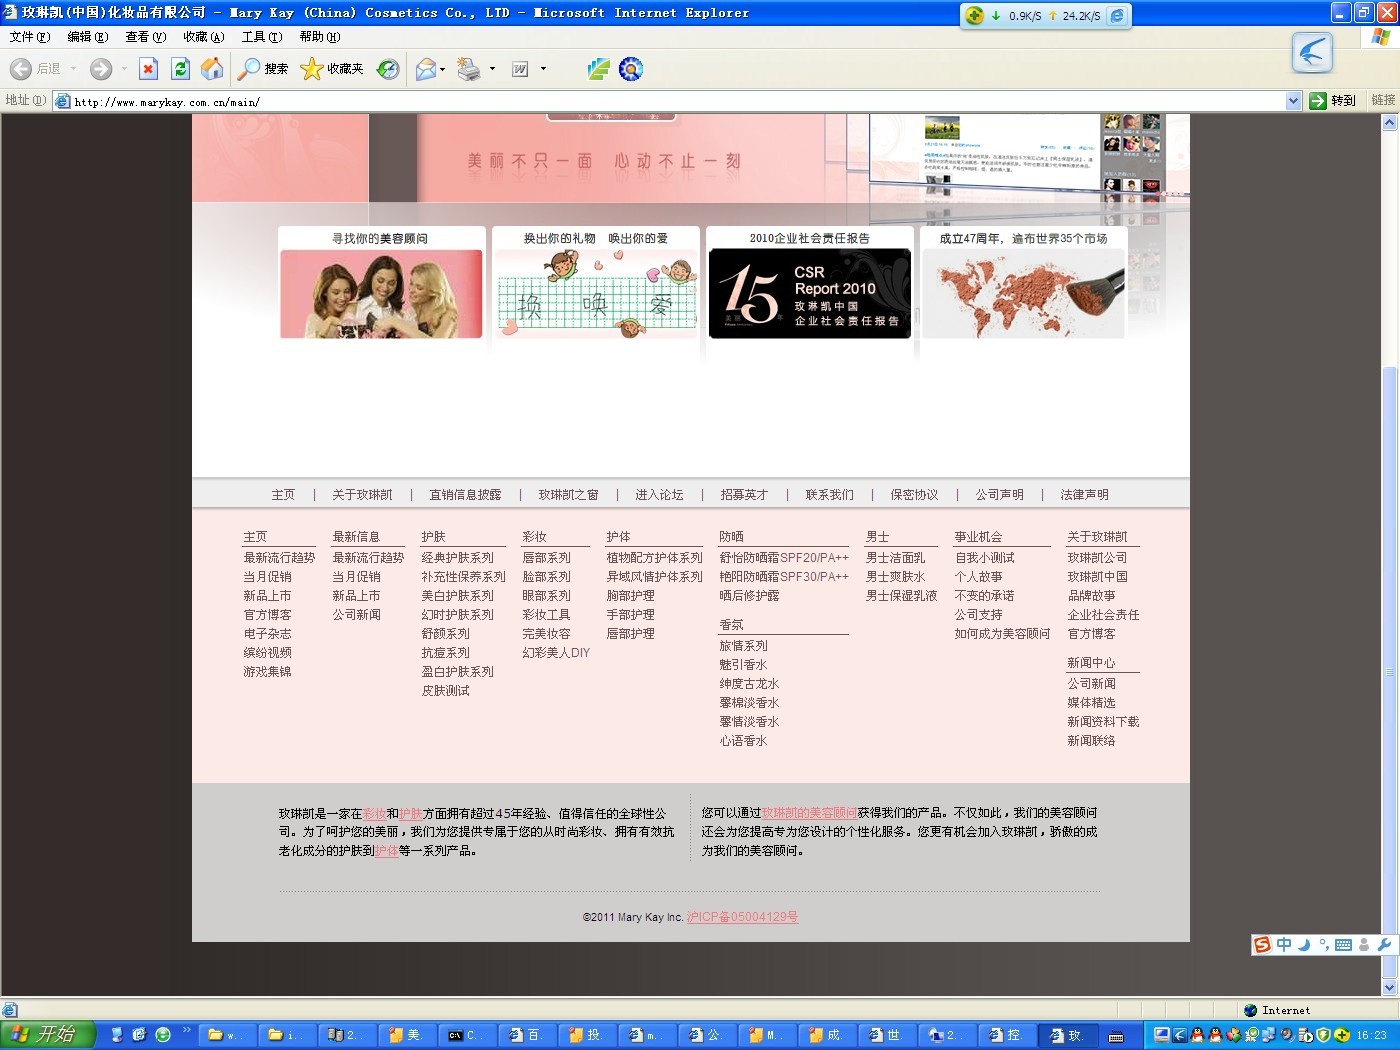 玫琳凯(中国)化妆品有限公司 - Mary Kay (China) Cosmetics Co., LTD - Microsoft Internet Explorer
0.9K/S 24.2K/S
文件(F) 编辑(E) 查看(V) 收藏(A) 工具(T) 帮助(H)
后退 搜索 收藏夹
地址(D) http://www.marykay.com.cn/main/ 转到 链接
美丽不只一面 心动不止一刻
寻找你的美容顾问 换出你的礼物 唤出你的爱 2010企业社会责任报告 成立47周年，遍布世界35个市场
换 唤 爱
15
CSR
Report 2010
玫琳凯中国
企业社会责任报告
主页 | 关于玫琳凯 | 直销信息披露 | 玫琳凯之窗 | 进入论坛 | 招募英才 | 联系我们 | 保密协议 | 公司声明 | 法律声明
主页
最新流行趋势
当月促销
新品上市
官方博客
电子杂志
缤纷视频
游戏集锦
最新信息
最新流行趋势
当月促销
新品上市
公司新闻
护肤
经典护肤系列
补充性保养系列
美白护肤系列
幻时护肤系列
舒颜系列
抗痘系列
盈白护肤系列
皮肤测试
彩妆
唇部系列
脸部系列
眼部系列
彩妆工具
完美妆容
幻彩美人DIY
护体
植物配方护体系列
异域风情护体系列
胸部护理
手部护理
唇部护理
防晒
舒怡防晒霜SPF20/PA++
艳阳防晒霜SPF30/PA++
晒后修护露
香氛
旅情系列
魅引香水
绅度古龙水
馨棉淡香水
馨情淡香水
心语香水
男士
男士洁面乳
男士爽肤水
男士保湿乳液
事业机会
自我小测试
个人故事
不变的承诺
公司支持
如何成为美容顾问
关于玫琳凯
玫琳凯公司
玫琳凯中国
品牌故事
企业社会责任
官方博客
新闻中心
公司新闻
媒体精选
新闻资料下载
新闻联络
玫琳凯是一家在彩妆和护肤方面拥有超过45年经验、值得信任的全球性公
司。为了呵护您的美丽，我们为您提供专属于您的从时尚彩妆、拥有有效抗
老化成分的护肤到护体等一系列产品。
您可以通过玫琳凯的美容顾问获得我们的产品。不仅如此，我们的美容顾问
还会为您提高专为您设计的个性化服务。您更有机会加入玫琳凯，骄傲的成
为我们的美容顾问。
©2011 Mary Kay Inc. 沪ICP备05004129号
中
Internet
开始 w.. i.. 2.. 美. C.. 百. 投. m.. 公. M.. 成. 世. 2.. 控. 玫. 16:23